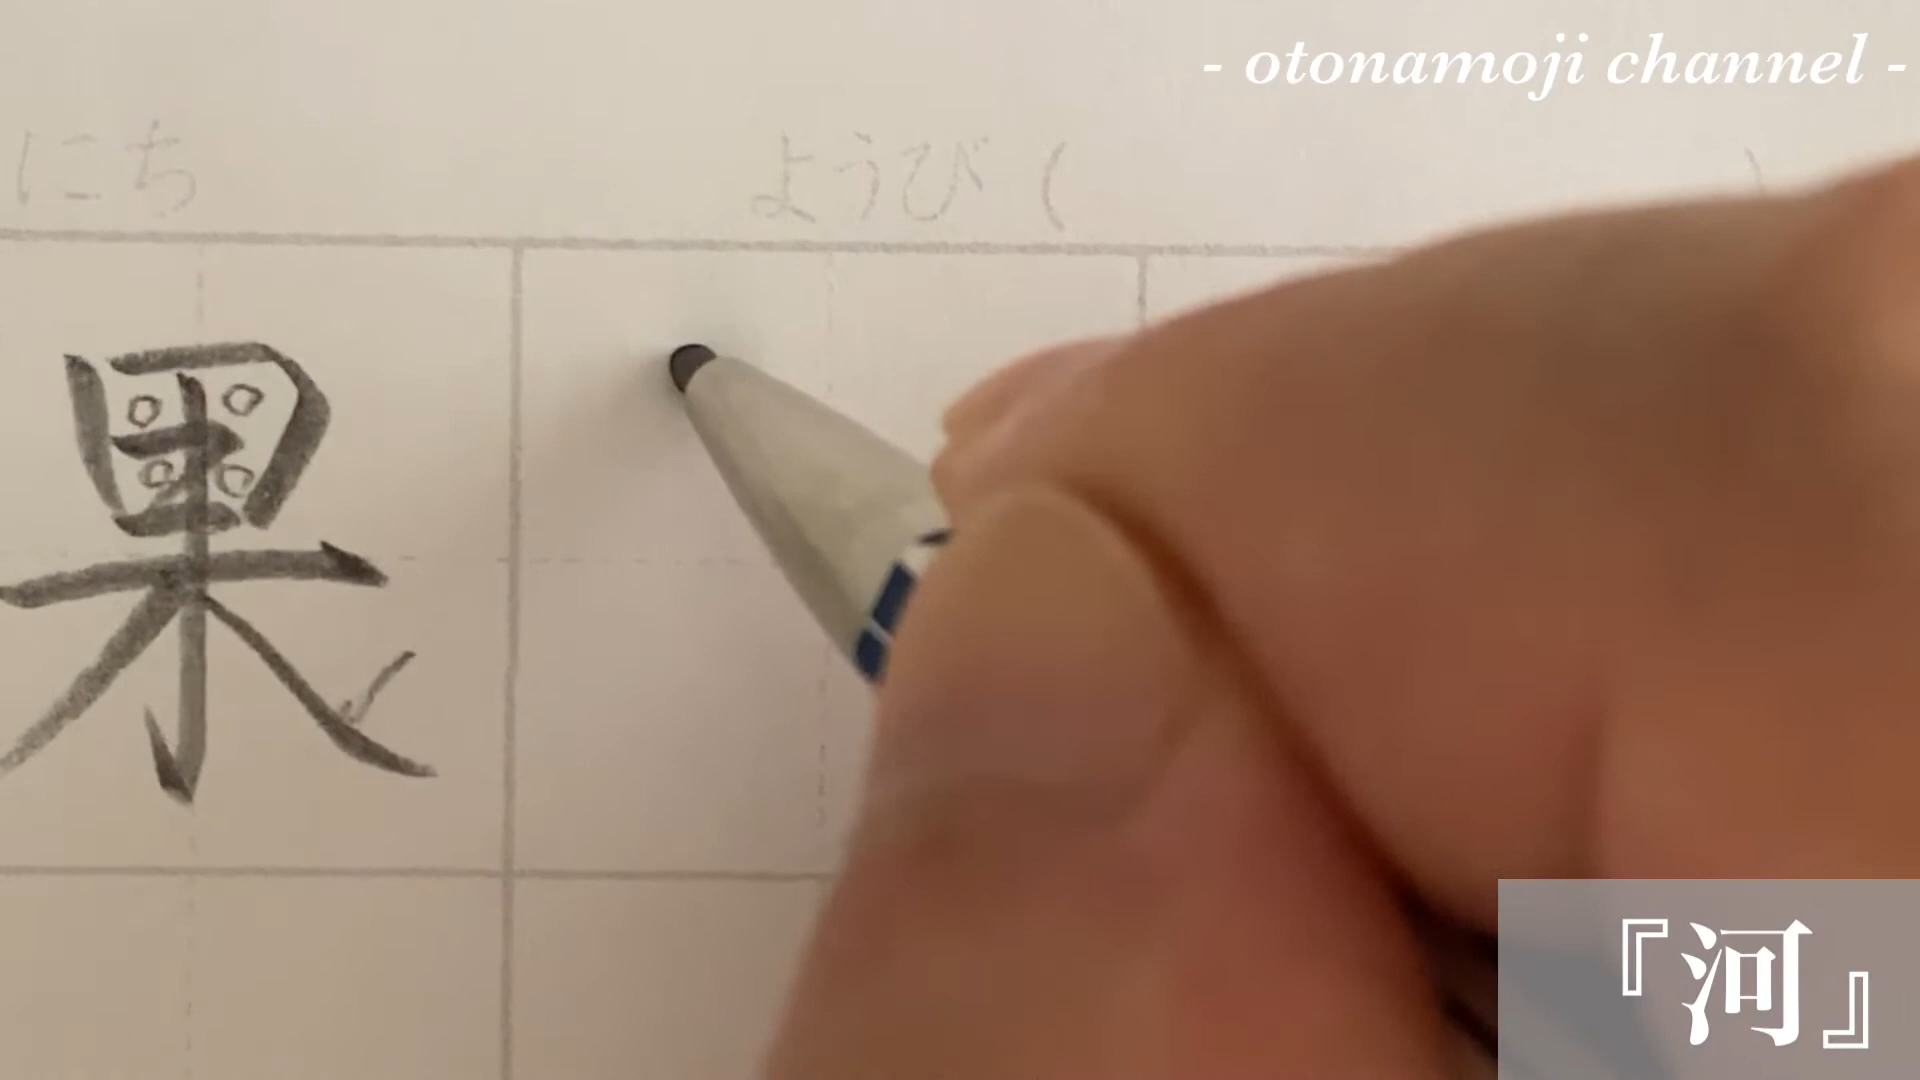 - otonamoji channel -
にち ようび ( )
果
『河』